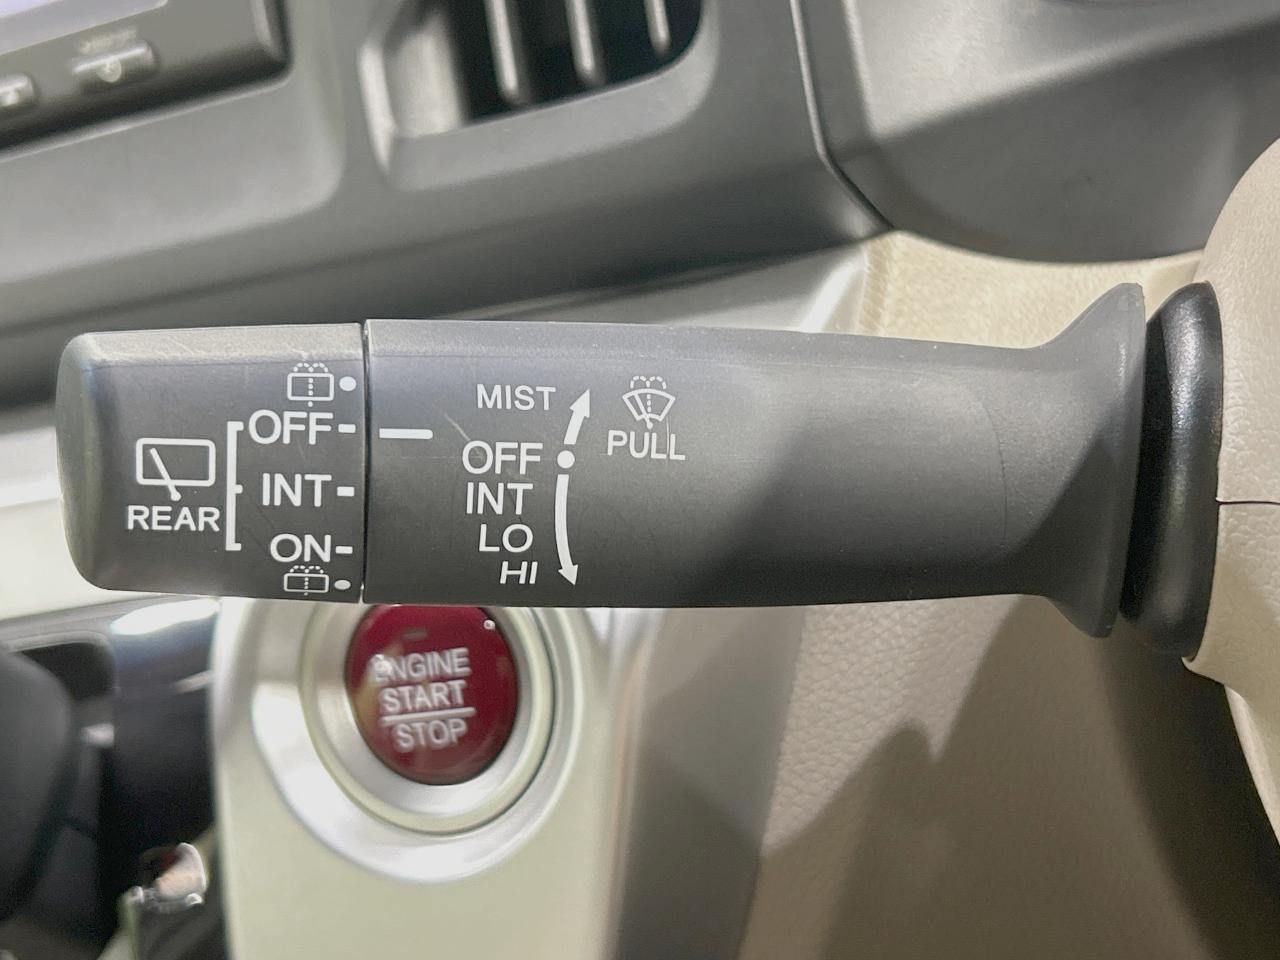 OFF
INT
ON
REAR
MIST
OFF
INT
LO
HI
PULL
ENGINE
START
STOP